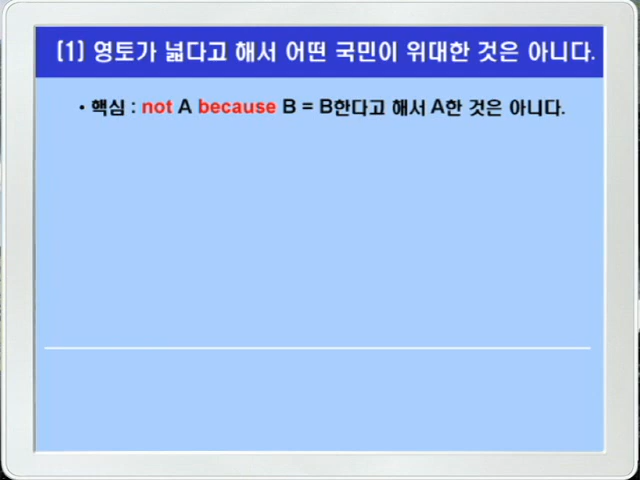 [1] 영토가 넓다고 해서 어떤 국민이 위대한 것은 아니다.
• 핵심 : not A because B = B한다고 해서 A한 것은 아니다.